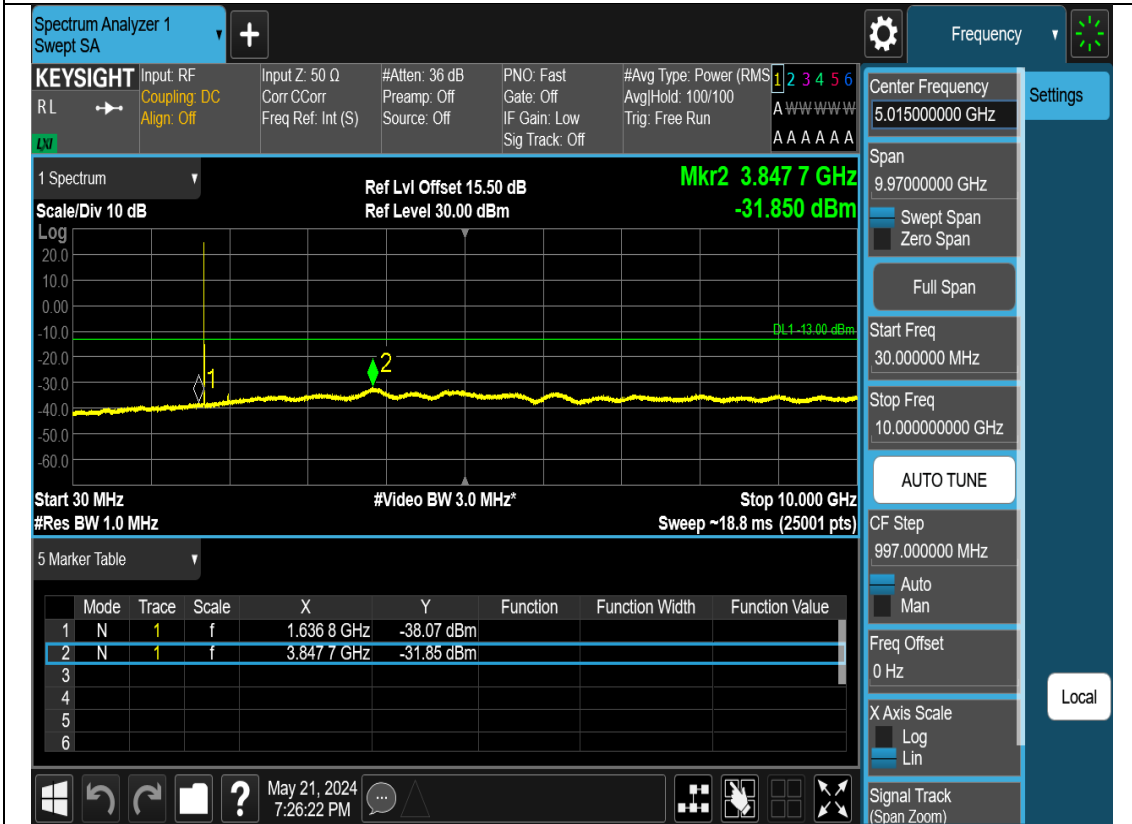 Spectrum Analyzer 1
Swept SA
Frequency
KEYSIGHT
R L
LXI
Input: RF
Coupling: DC
Align: Off
Input Z: 50 Ω
Corr CCorr
Freq Ref: Int (S)
#Atten: 36 dB
Preamp: Off
Source: Off
PNO: Fast
Gate: Off
IF Gain: Low
Sig Track: Off
#Avg Type: Power (RMS
Avg|Hold: 100/100
Trig: Free Run
1 2 3 4 5 6
A W W W W W
A A A A A A
1 Spectrum
Scale/Div 10 dB
Ref Lvl Offset 15.50 dB
Ref Level 30.00 dBm
Mkr2 3.847 7 GHz
-31.850 dBm
Log
20.0
10.0
0.00
-10.0
-20.0
-30.0
-40.0
-50.0
-60.0
DL1 -13.00 dBm
1
2
Start 30 MHz
#Video BW 3.0 MHz*
Stop 10.000 GHz
#Res BW 1.0 MHz
Sweep ~18.8 ms (25001 pts)
5 Marker Table
Mode Trace Scale X Y Function Function Width Function Value
1 N 1 f 1.636 8 GHz -38.07 dBm
2 N 1 f 3.847 7 GHz -31.85 dBm
3
4
5
6
?
May 21, 2024
7:26:22 PM
Center Frequency
5.015000000 GHz
Settings
Span
9.97000000 GHz
Swept Span
Zero Span
Full Span
Start Freq
30.000000 MHz
Stop Freq
10.000000000 GHz
AUTO TUNE
CF Step
997.000000 MHz
Auto
Man
Freq Offset
0 Hz
Local
X Axis Scale
Log
Lin
Signal Track
(Span Zoom)